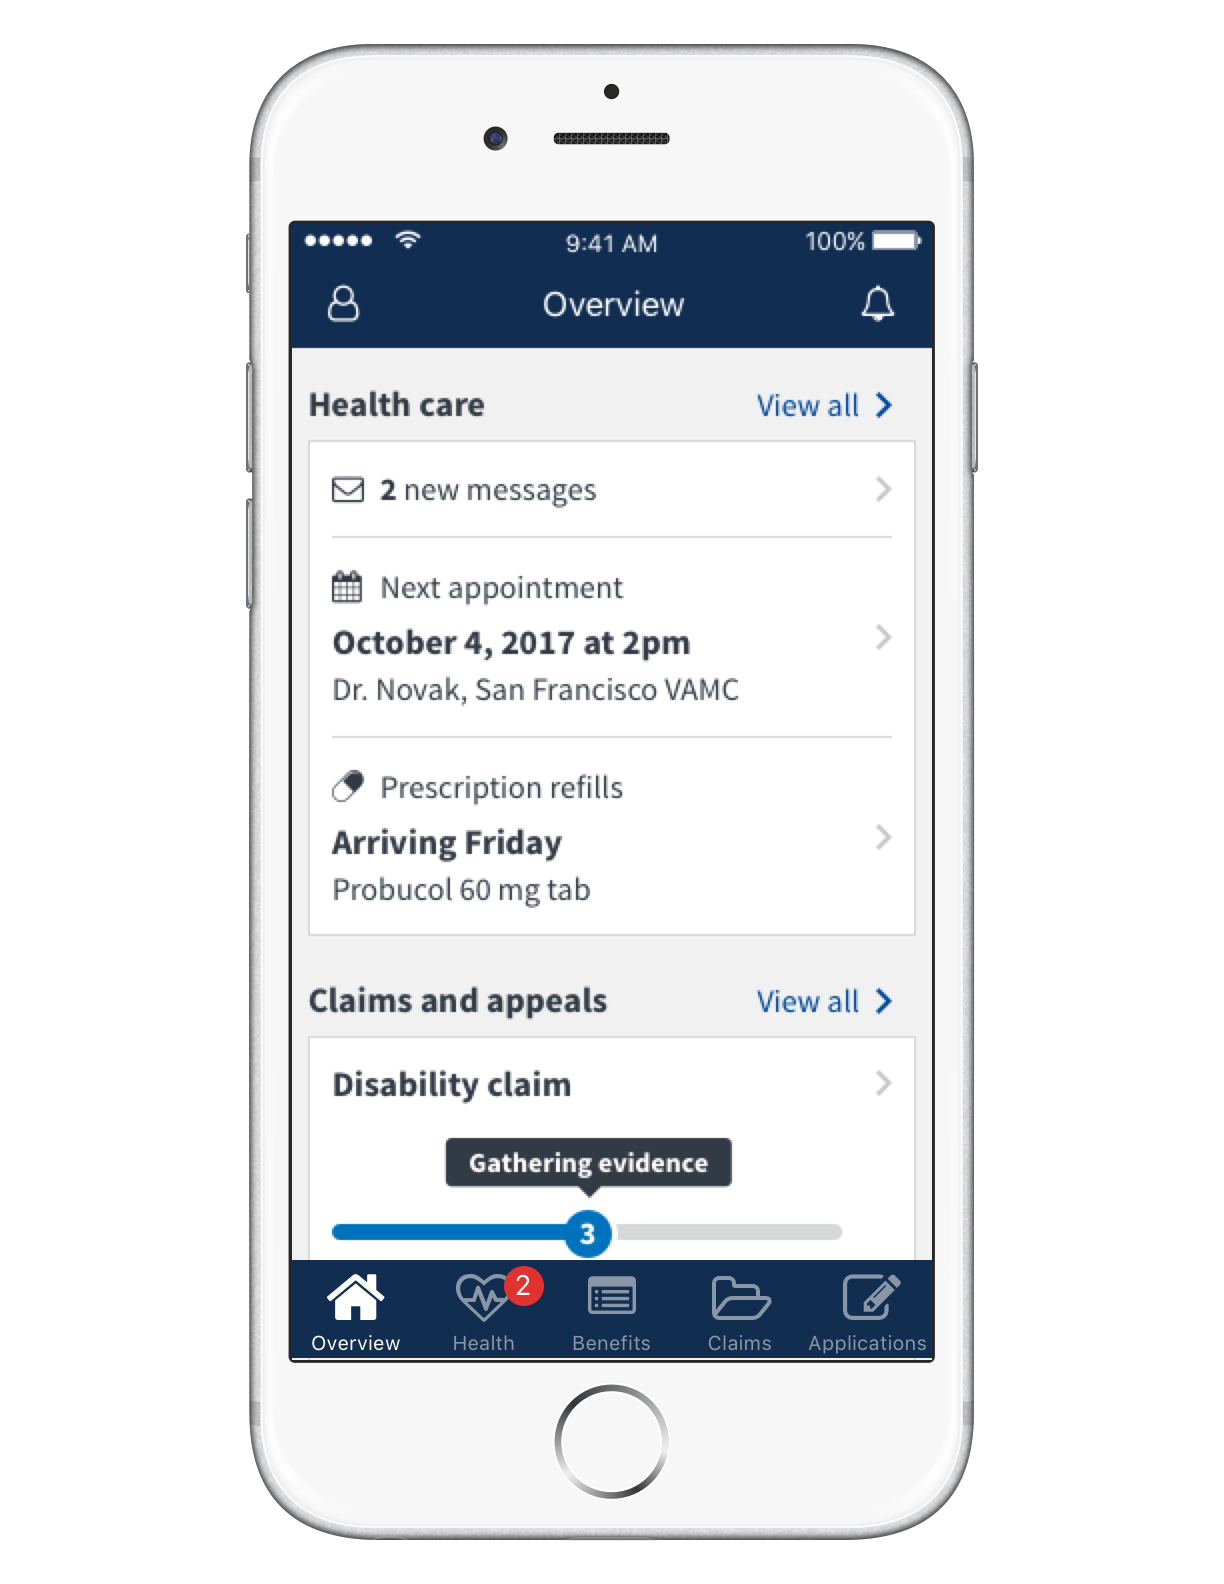 9:41 AM
100%
Overview
Health care
View all
2 new messages
Next appointment
October 4, 2017 at 2pm
Dr. Novak, San Francisco VAMC
Prescription refills
Arriving Friday
Probucol 60 mg tab
Claims and appeals
View all
Disability claim
Gathering evidence
3
2
Overview
Health
Benefits
Claims
Applications